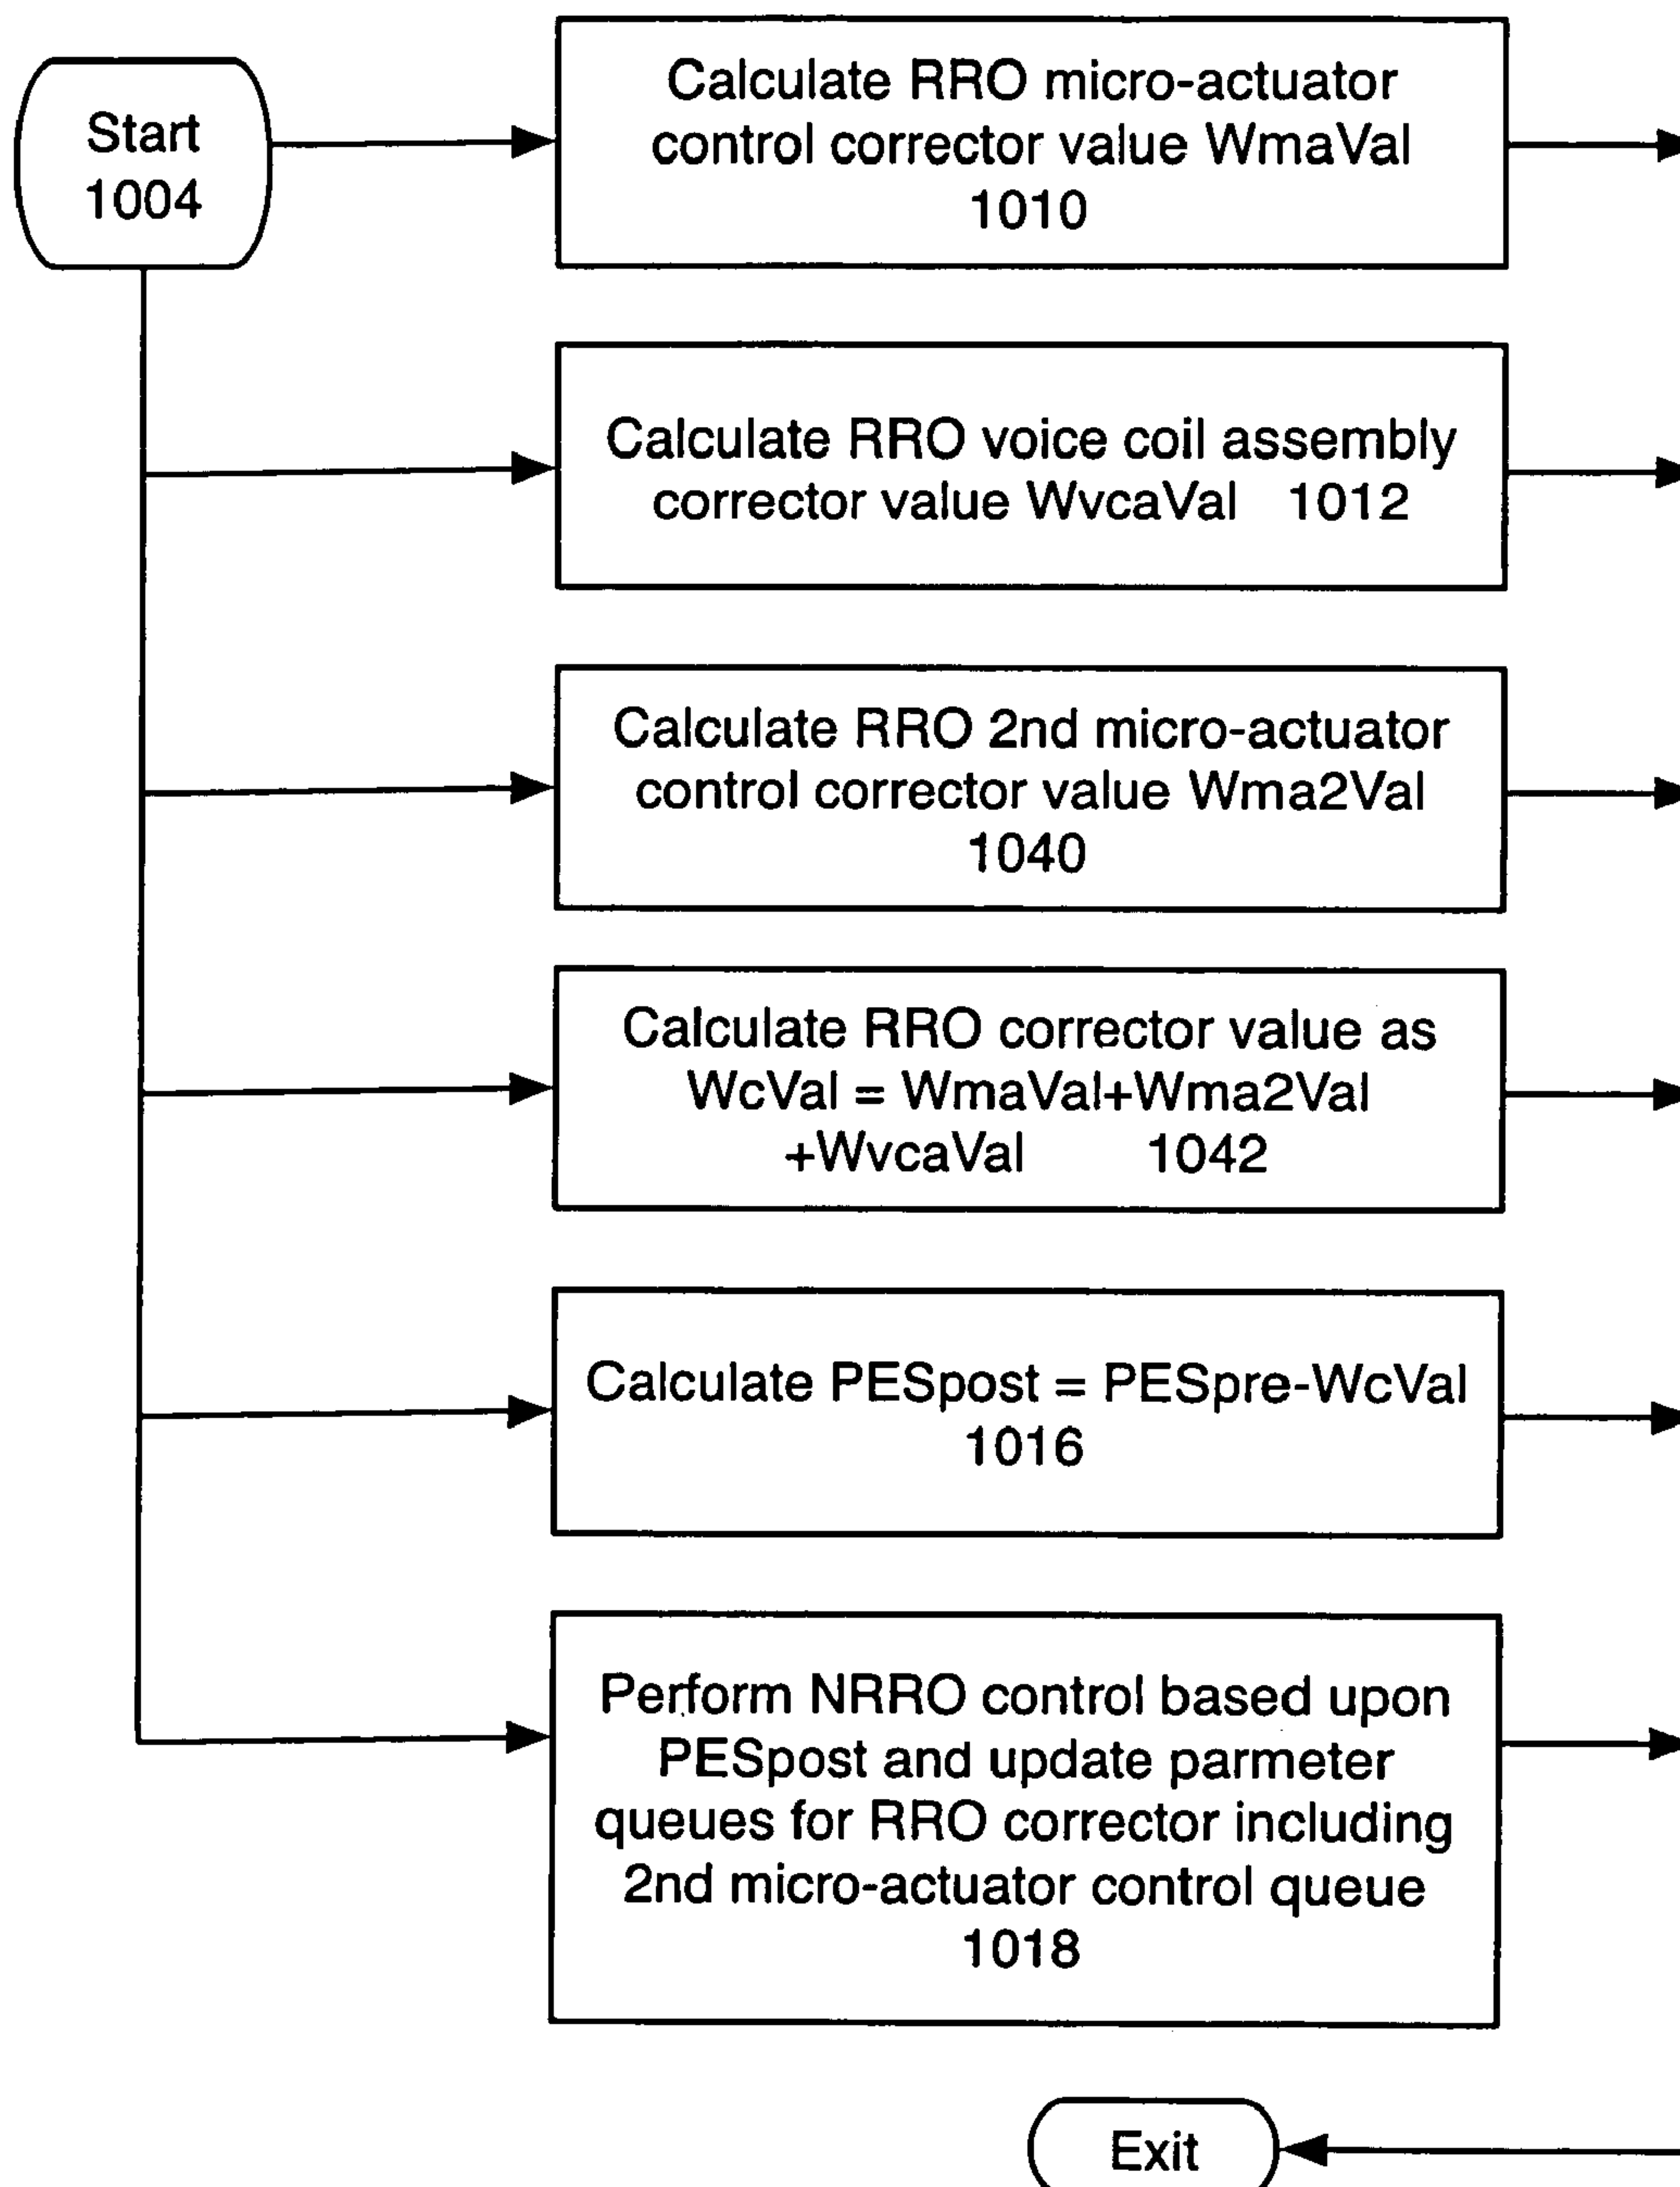 Start
1004
Calculate RRO micro-actuator
control corrector value WmaVal
1010
Calculate RRO voice coil assembly
corrector value WvcaVal 1012
Calculate RRO 2nd micro-actuator
control corrector value Wma2Val
1040
Calculate RRO corrector value as
WcVal = WmaVal+Wma2Val
+WvcaVal 1042
Calculate PESpost = PESpre-WcVal
1016
Perform NRRO control based upon
PESpost and update parmeter
queues for RRO corrector including
2nd micro-actuator control queue
1018
Exit